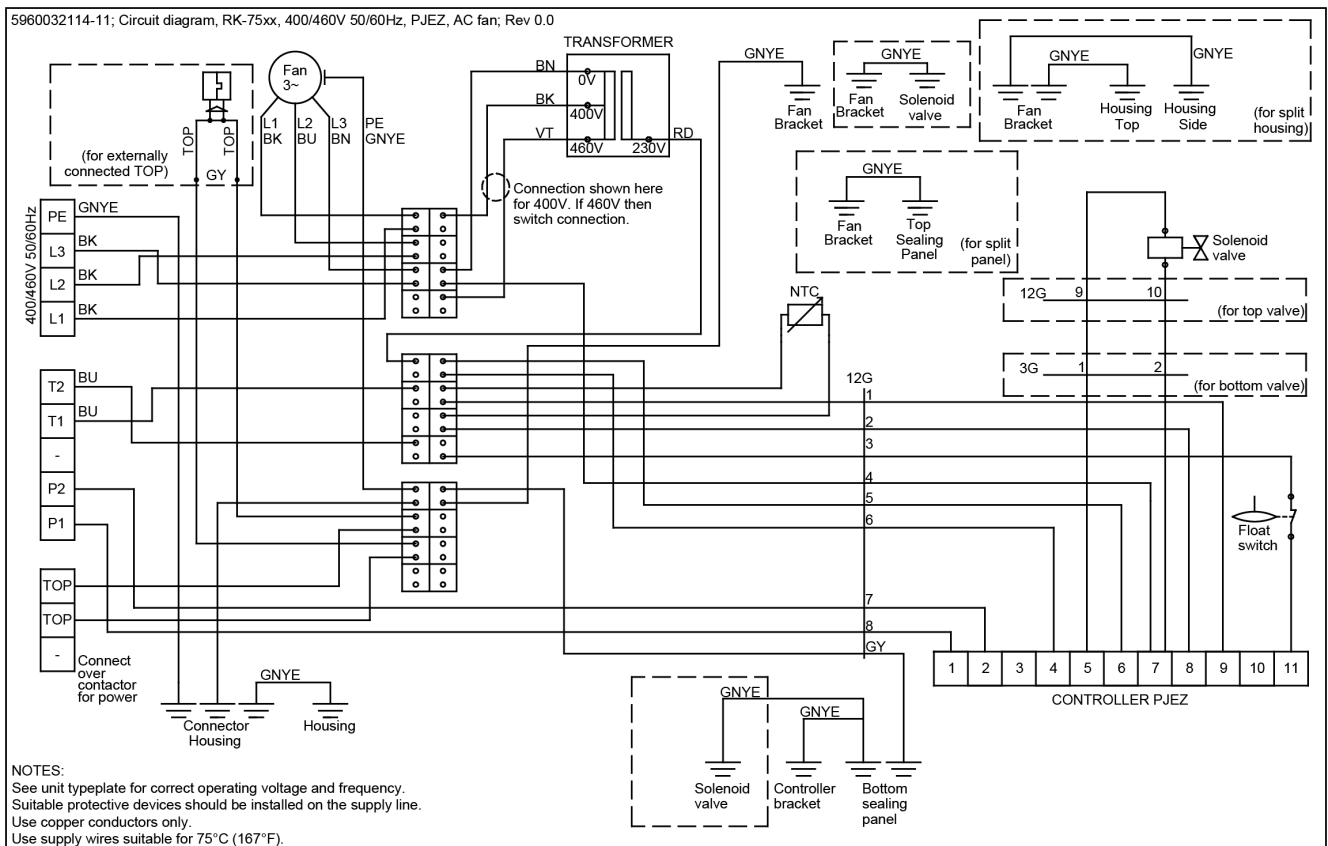 5960032114-11; Circuit diagram, RK-75xx, 400/460V 50/60Hz, PJEZ, AC fan; Rev 0.0
TRANSFORMER
BN
0V
BK
400V
VT
460V
230V
RD
Fan
3~
L1
BK
L2
BU
L3
BN
PE
GNYE
TOP
TOP
GY
(for externally
connected TOP)
Connection shown here
for 400V. If 460V then
switch connection.
GNYE
Fan
Bracket
GNYE
Fan
Bracket
Solenoid
valve
GNYE
GNYE
Fan
Bracket
Housing
Top
Housing
Side
(for split
housing)
GNYE
Fan
Bracket
Top
Sealing
Panel
(for split
panel)
Solenoid
valve
12G
9
10
(for top valve)
3G
1
2
(for bottom valve)
NTC
400/460V 50/60Hz
PE
GNYE
L3
BK
L2
BK
L1
BK
T2
BU
T1
BU
-
P2
P1
TOP
TOP
-
Connect
over
contactor
for power
12G
1
2
3
4
5
6
7
8
GY
Float
switch
1
2
3
4
5
6
7
8
9
10
11
CONTROLLER PJEZ
GNYE
Connector
Housing
Housing
GNYE
GNYE
Solenoid
valve
Controller
bracket
Bottom
sealing
panel
NOTES:
See unit typeplate for correct operating voltage and frequency.
Suitable protective devices should be installed on the supply line.
Use copper conductors only.
Use supply wires suitable for 75°C (167°F).